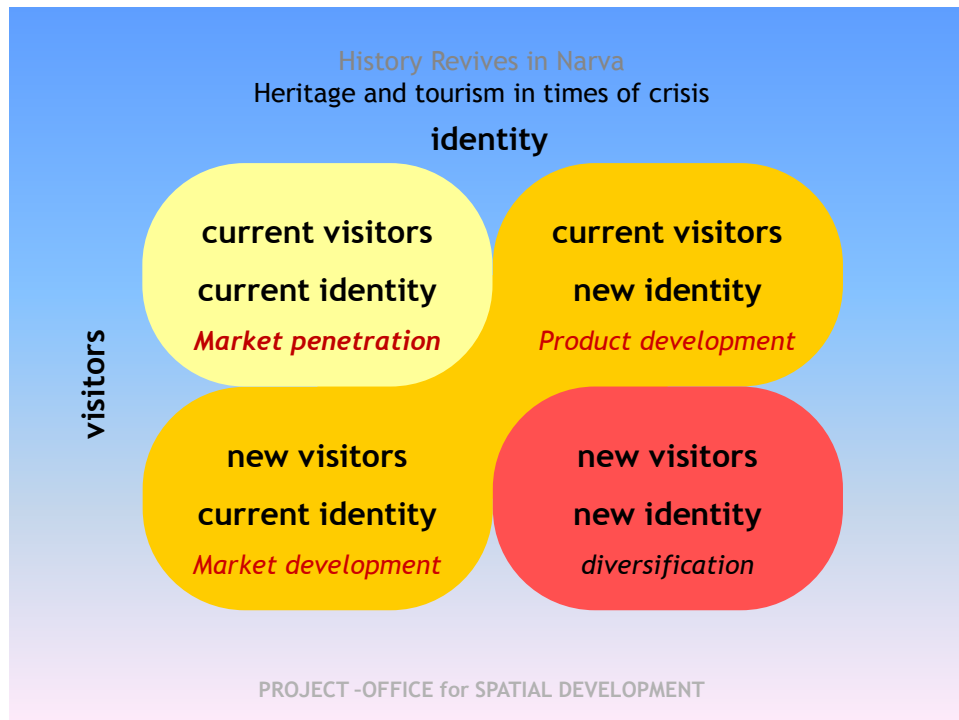 History Revives in Narva
Heritage and tourism in times of crisis
identity
visitors
current visitors
current identity
Market penetration
current visitors
new identity
Product development
new visitors
current identity
Market development
new visitors
new identity
diversification
PROJECT –OFFICE for SPATIAL DEVELOPMENT